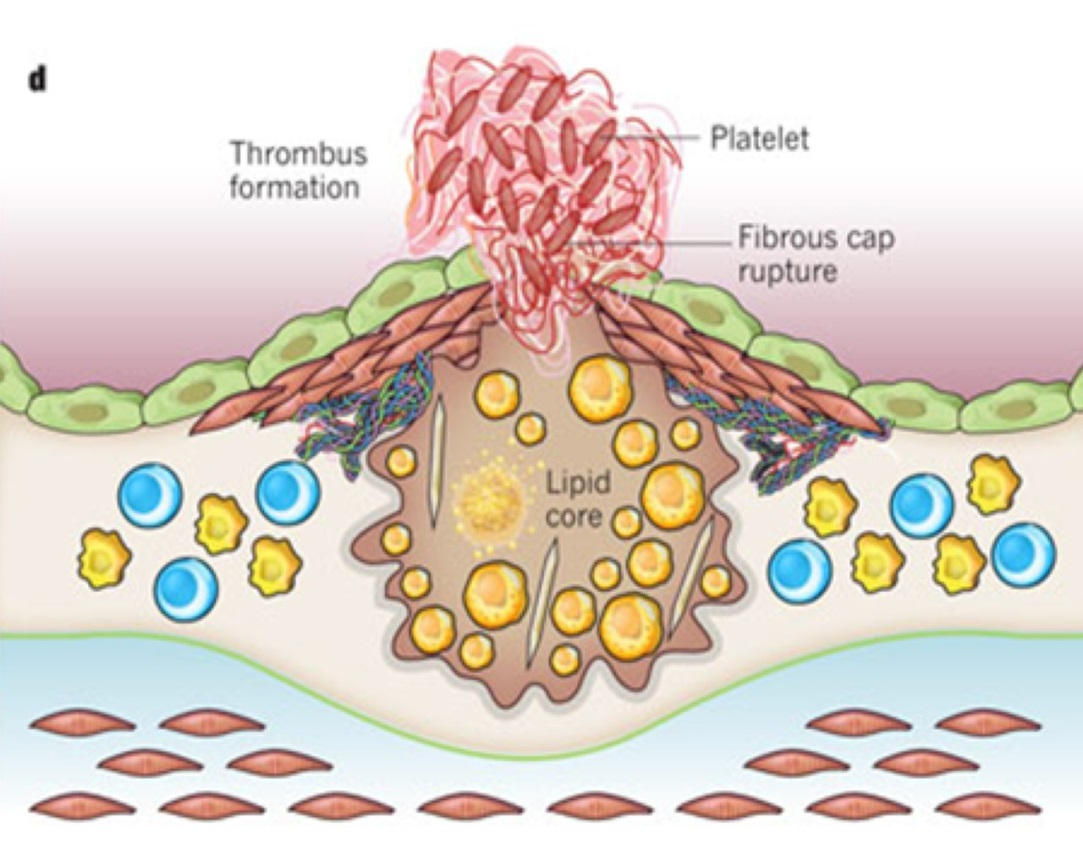 d
Thrombus
formation
Platelet
Fibrous cap
rupture
Lipid
core